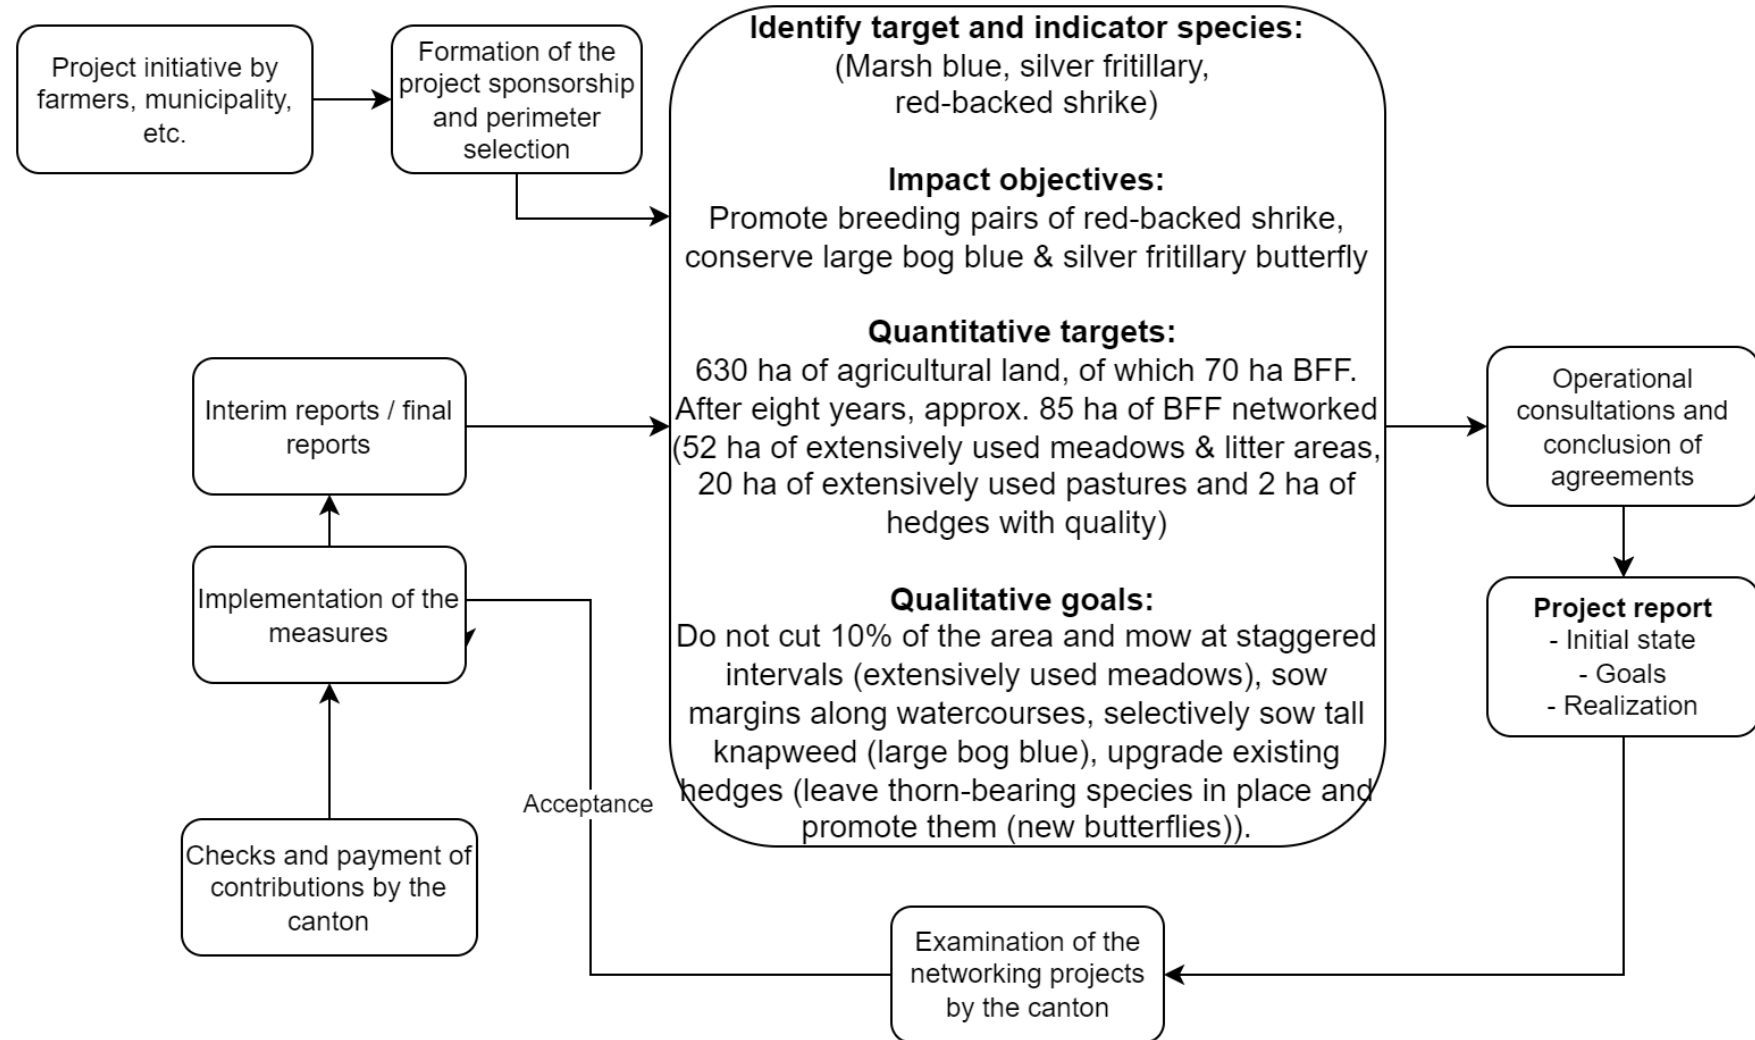 Project initiative by
farmers, municipality,
etc.
Formation of the
project sponsorship
and perimeter
selection
Identify target and indicator species:
(Marsh blue, silver fritillary,
red-backed shrike)
Impact objectives:
Promote breeding pairs of red-backed shrike,
conserve large bog blue & silver fritillary butterfly
Quantitative targets:
630 ha of agricultural land, of which 70 ha BFF.
After eight years, approx. 85 ha of BFF networked
(52 ha of extensively used meadows & litter areas,
20 ha of extensively used pastures and 2 ha of
hedges with quality)
Qualitative goals:
Do not cut 10% of the area and mow at staggered
intervals (extensively used meadows), sow
margins along watercourses, selectively sow tall
knapweed (large bog blue), upgrade existing
hedges (leave thorn-bearing species in place and
promote them (new butterflies)).
Operational
consultations and
conclusion of
agreements
Project report
- Initial state
- Goals
- Realization
Examination of the
networking projects
by the canton
Acceptance
Interim reports / final
reports
Implementation of the
measures
Checks and payment of
contributions by the
canton